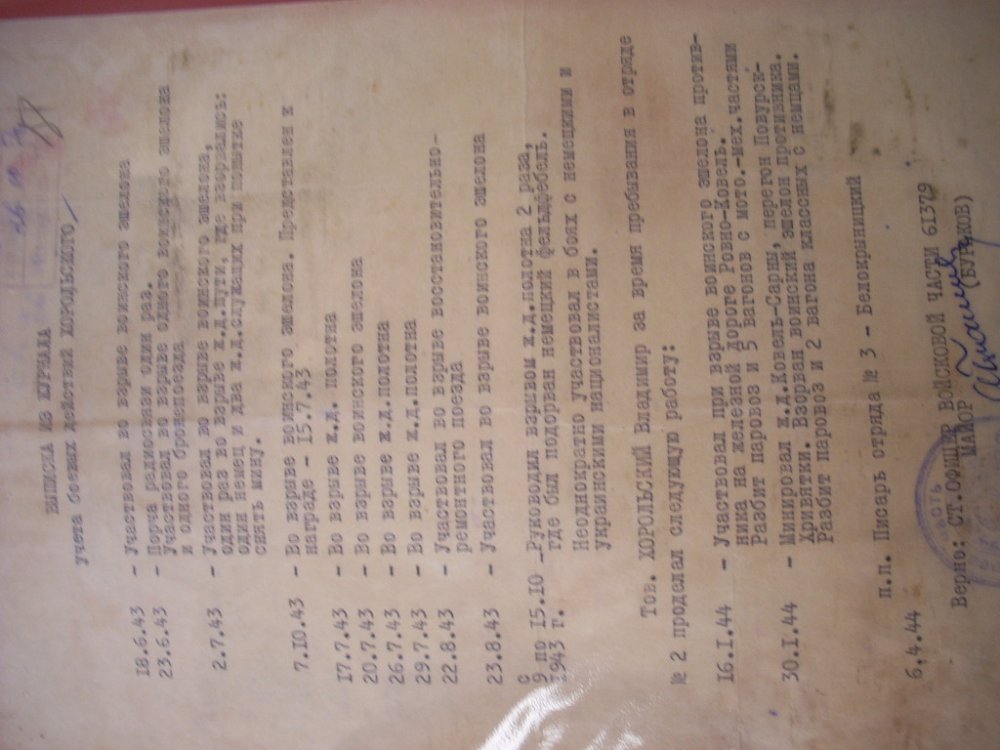 ВЫПИСКА ИЗ ЖУРНАЛА
учета боевых действий ХОРОЛЬСКОГО
18.6.43 - Участвовал во взрыве воинского эшелона
- Порча радиосвязи один раз.
23.6.43 Участвовал во взрыве одного воинского эшелона
и одного бронепоезда
2.7.43 - Участвовал во взрыве воинского эшелона,
один раз во взрыве ж.д.пути, где взорвались:
один немец и два ж.д.служащих при попытке
снять мину.
7.10.43 - Во взрыве воинского эшелона. Представлен к
награде - 15.7.43
17.7.43 - Во взрыве ж.д. полотна
20.7.43 - Во взрыве воинского эшелона
26.7.43 - Во взрыве ж.д.полотна
29.7.43 - Во взрыве ж.д.полотна
22.8.43 - Участвовал во взрыве восстановительно-
ремонтного поезда
23.8.43 - Участвовал во взрыве воинского эшелона
с
9 по 15.10 -Руководил взрывом ж.д.полотна 2 раза,
1943 г. где был подорван немецкий фельдфебель.
Неоднократно участвовал в боях с немецкими и
украинскими националистами.
Тов. ХОРОЛЬСКИЙ Владимир за время пребывания в отряде
№ 2 проделал следующую работу:
16.I.44 - Участвовал при взрыве воинского эшелона против-
ника на железной дороге Ровно-Ковель.
Разбит паровоз и 5 вагонов с мото.-мех.частями
30.I.44 - Минировал ж.д.Ковель-Сарны, перегон Повурск-
Кривятки. Взорван воинский эшелон противника.
Разбит паровоз и 2 вагона классных с немцами.
п.п. Писарь отряда № 3 - Белокрыницкий
6.4.44
Верно: СТ.ОФИЦЕР ВОЙСКОВОЙ ЧАСТИ 61379
МАЙОР (БУРЛАКОВ)
ЧАСТЬ